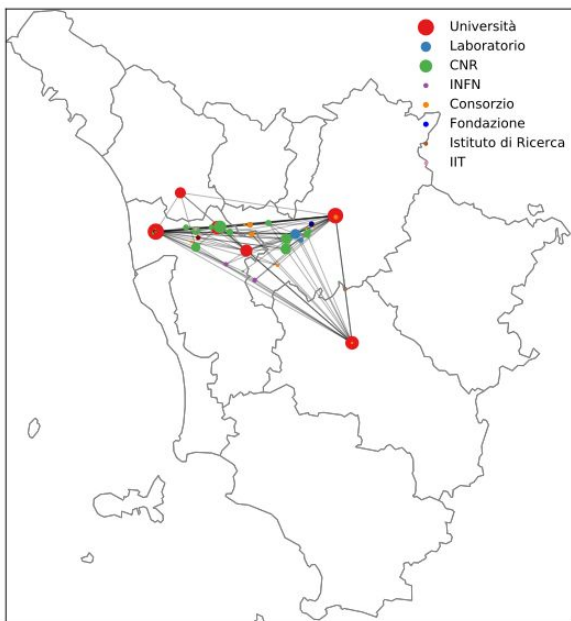 Università
Laboratorio
CNR
INFN
Consorzio
Fondazione
Istituto di Ricerca
IIT